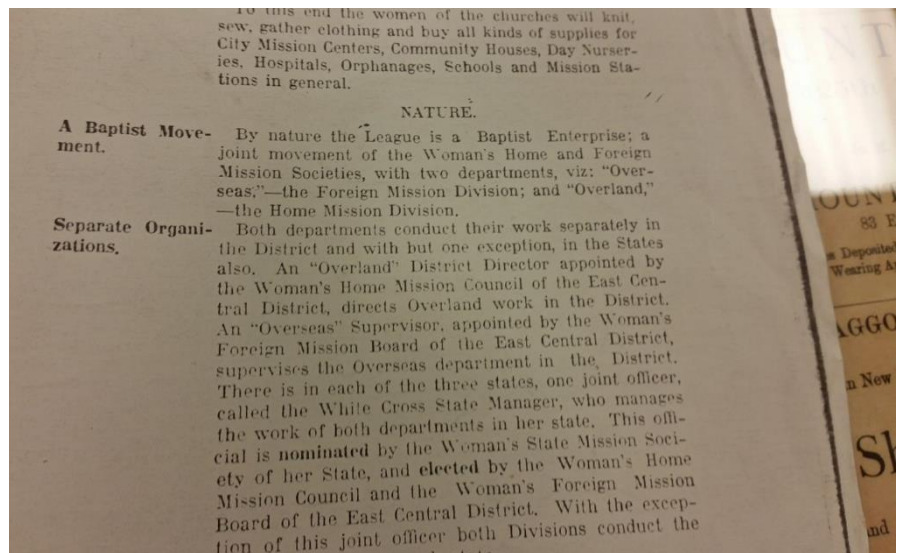 To this end the women of the churches will knit,
sew, gather clothing and buy all kinds of supplies for
City Mission Centers, Community Houses, Day Nurser-
ies, Hospitals, Orphanages, Schools and Mission Sta-
tions in general.
NATURE.
A Baptist Move-
ment.
By nature the League is a Baptist Enterprise; a
joint movement of the Woman's Home and Foreign
Mission Societies, with two departments, viz: "Over-
seas,"—the Foreign Mission Division; and "Overland,"
—the Home Mission Division.
Separate Organi-
zations.
Both departments conduct their work separately in
the District and with but one exception, in the States
also. An "Overland" District Director appointed by
the Woman's Home Mission Council of the East Cen-
tral District, directs Overland work in the District.
An "Overseas" Supervisor, appointed by the Woman's
Foreign Mission Board of the East Central District,
supervises the Overseas department in the District.
There is in each of the three states, one joint officer,
called the White Cross State Manager, who manages
the work of both departments in her state. This offi-
cial is nominated by the Woman's State Mission Soci-
ety of her State, and elected by the Woman's Home
Mission Council and the Woman's Foreign Mission
Board of the East Central District. With the excep-
tion of this joint officer both Divisions conduct the
OUNT
83 E
Deposited
Wearing
AGGO
n New
Sh
nd